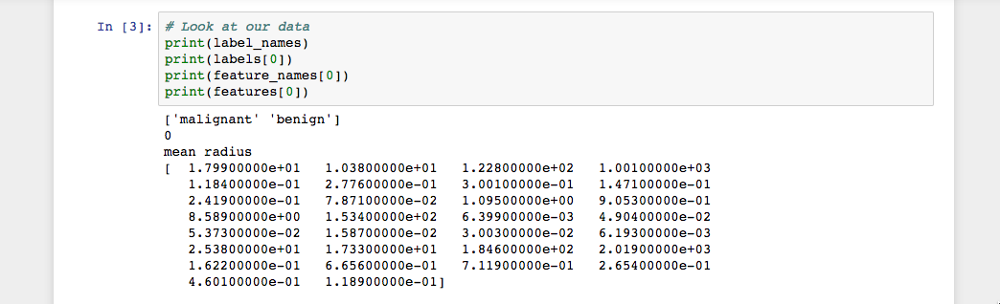 In [3]: # Look at our data
print(label_names)
print(labels[0])
print(feature_names[0])
print(features[0])
['malignant' 'benign']
0
mean radius
[  1.79900000e+01   1.03800000e+01   1.22800000e+02   1.00100000e+03
   1.18400000e-01   2.77600000e-01   3.00100000e-01   1.47100000e-01
   2.41900000e-01   7.87100000e-02   1.09500000e+00   9.05300000e-01
   8.58900000e+00   1.53400000e+02   6.39900000e-03   4.90400000e-02
   5.37300000e-02   1.58700000e-02   3.00300000e-02   6.19300000e-03
   2.53800000e+01   1.73300000e+01   1.84600000e+02   2.01900000e+03
   1.62200000e-01   6.65600000e-01   7.11900000e-01   2.65400000e-01
   4.60100000e-01   1.18900000e-01]